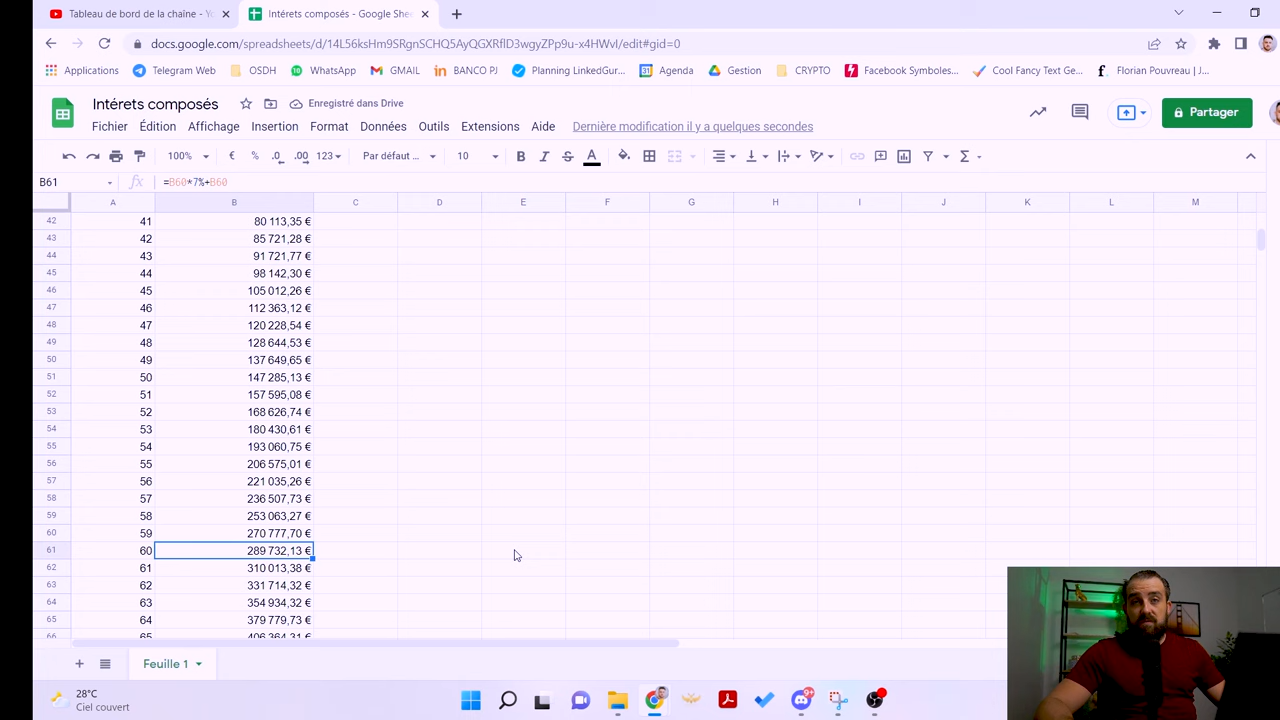 Tableau de bord de la chaîne - Yo
Intérets composés - Google Shee
docs.google.com/spreadsheets/d/14L56ksHm9SRgnSCHQ5AyQGXRflD3wgyZPp9u-x4HWvI/edit#gid=0
Applications Telegram Web OSDH WhatsApp GMAIL BANCO PJ Planning LinkedGur... Agenda Gestion CRYPTO Facebook Symboles... Cool Fancy Text Ge... Florian Pouvreau | J...
Intérets composés Enregistré dans Drive
Partager
Fichier Édition Affichage Insertion Format Données Outils Extensions Aide Dernière modification il y a quelques secondes
100% € % .0 .00 123 Par défaut ... 10 B I S A Σ
B61 fx =B60*7%+B60
A B C D E F G H I J K L M
42 41 80 113,35 €
43 42 85 721,28 €
44 43 91 721,77 €
45 44 98 142,30 €
46 45 105 012,26 €
47 46 112 363,12 €
48 47 120 228,54 €
49 48 128 644,53 €
50 49 137 649,65 €
51 50 147 285,13 €
52 51 157 595,08 €
53 52 168 626,74 €
54 53 180 430,61 €
55 54 193 060,75 €
56 55 206 575,01 €
57 56 221 035,26 €
58 57 236 507,73 €
59 58 253 063,27 €
60 59 270 777,70 €
61 60 289 732,13 €
62 61 310 013,38 €
63 62 331 714,32 €
64 63 354 934,32 €
65 64 379 779,73 €
66 65 406 364,31 €
+ Feuille 1
28°C
Ciel couvert